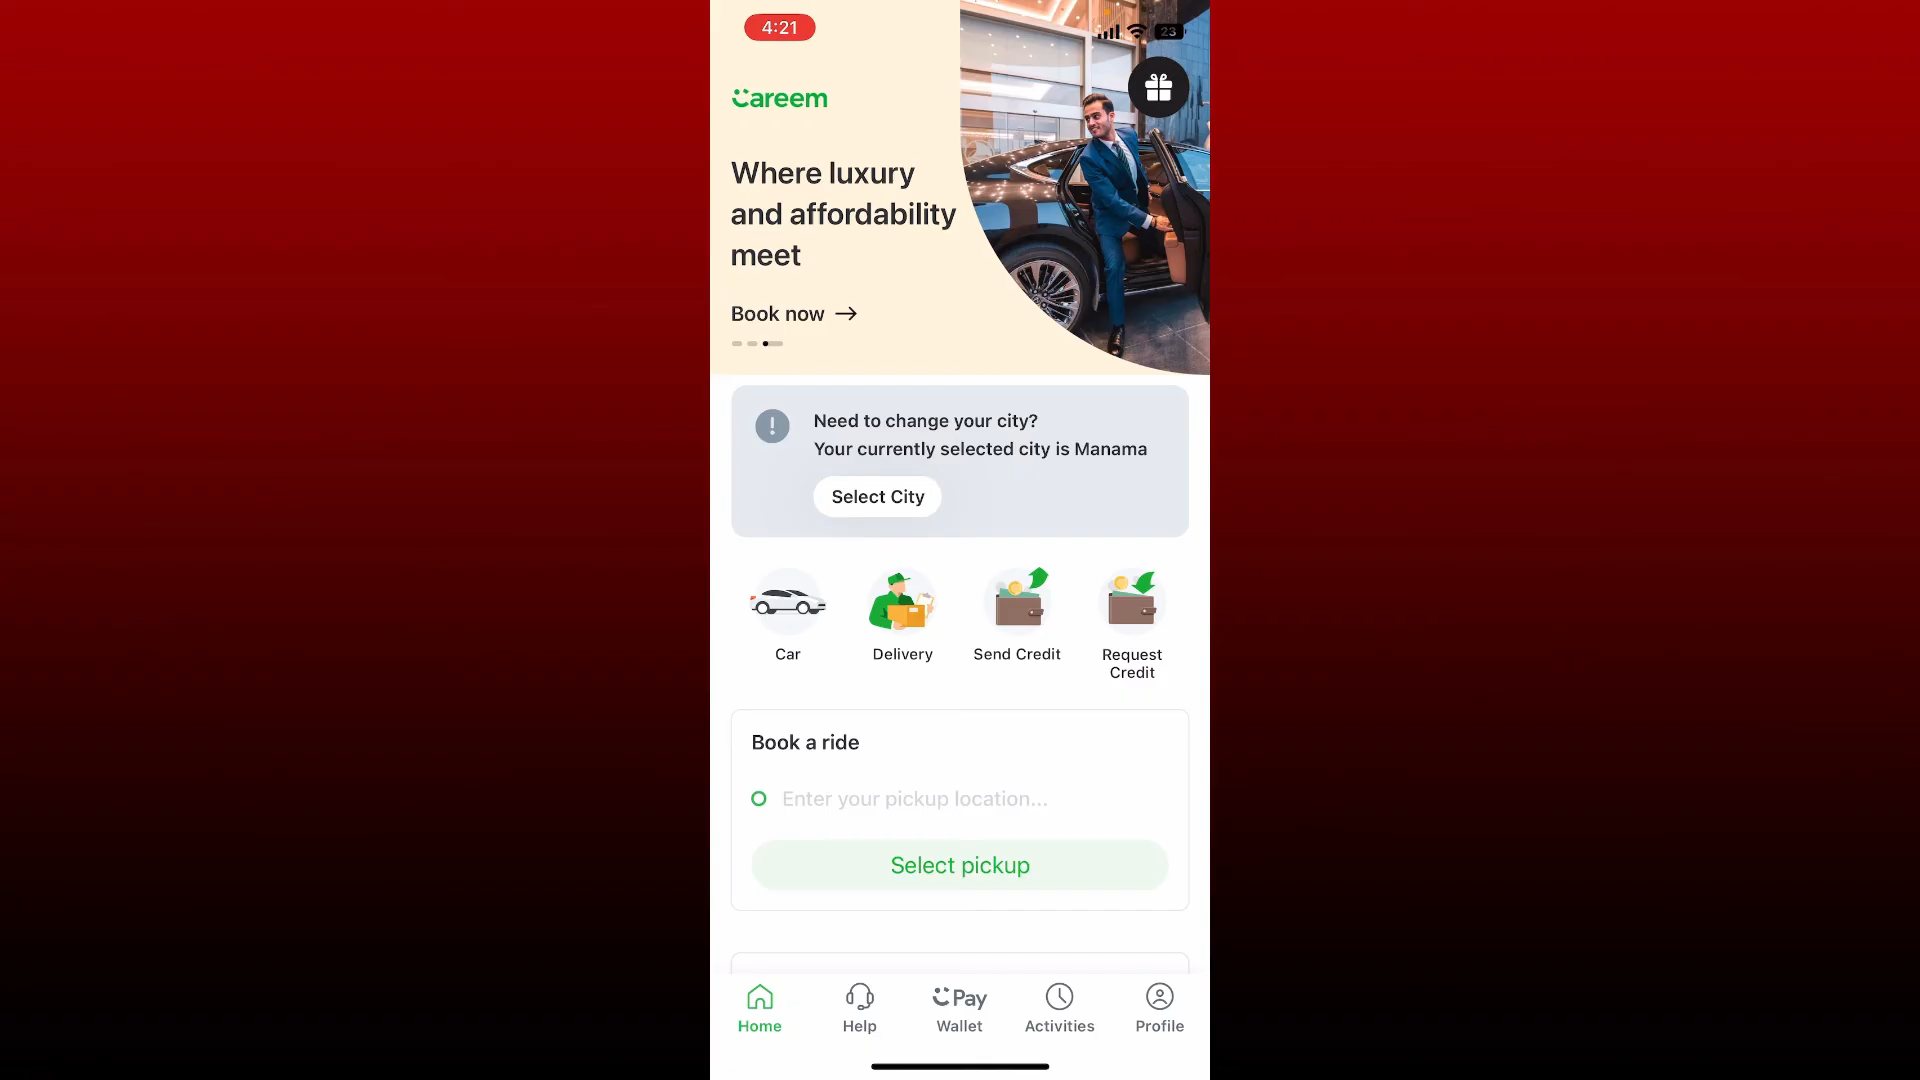 4:21
23
Careem
Where luxury
and affordability
meet
Book now
Need to change your city?
Your currently selected city is Manama
Select City
Car
Delivery
Send Credit
Request
Credit
Book a ride
Enter your pickup location...
Select pickup
Pay
Home
Help
Wallet
Activities
Profile